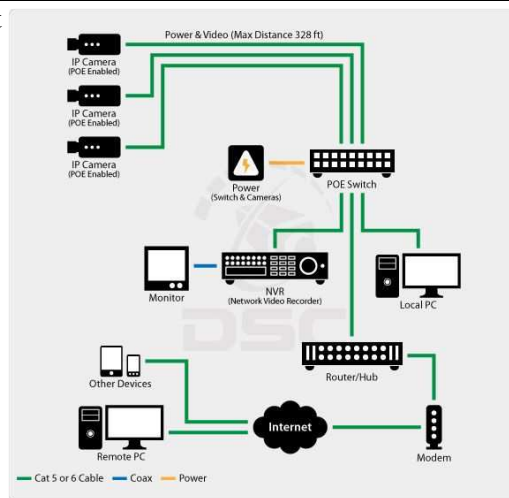 Power & Video (Max Distance 328 ft)
IP Camera
(POE Enabled)
IP Camera
(POE Enabled)
IP Camera
(POE Enabled)
Power
(Switch & Cameras)
POE Switch
Monitor
NVR
(Network Video Recorder)
Local PC
DSC
Router/Hub
Other Devices
Internet
Remote PC
Modem
Cat 5 or 6 Cable
Coax
Power